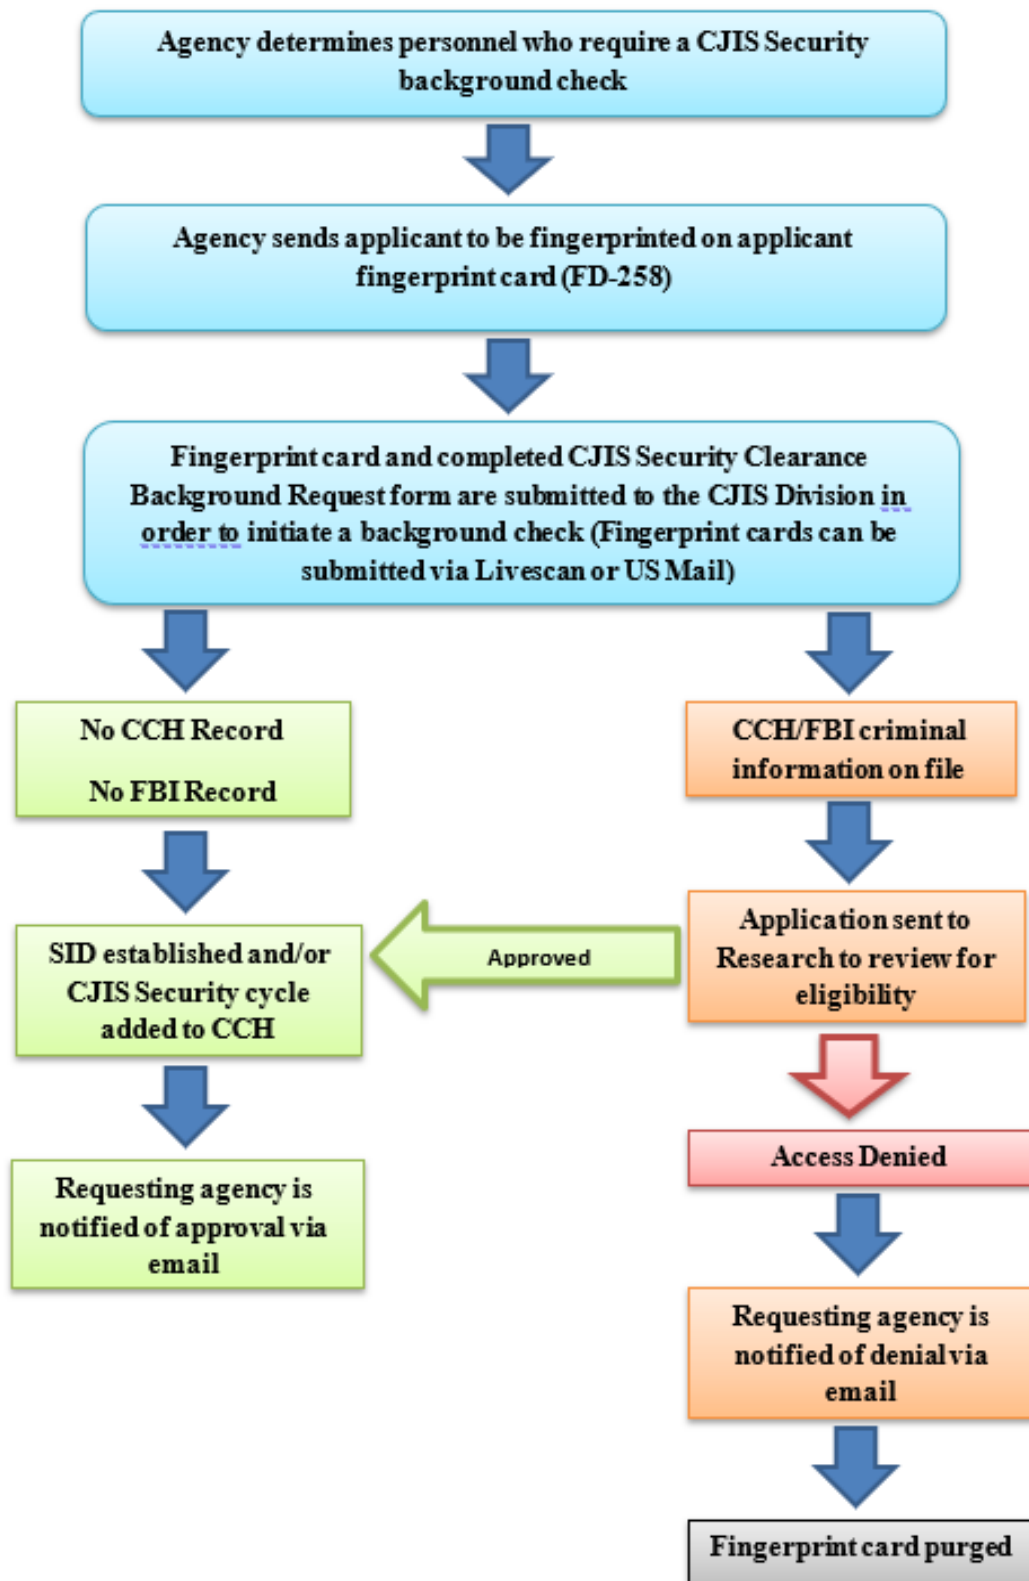 Agency determines personnel who require a CJIS Security
background check
Agency sends applicant to be fingerprinted on applicant
fingerprint card (FD-258)
Fingerprint card and completed CJIS Security Clearance
Background Request form are submitted to the CJIS Division in
order to initiate a background check (Fingerprint cards can be
submitted via Livescan or US Mail)
No CCH Record
No FBI Record
CCH/FBI criminal
information on file
SID established and/or
CJIS Security cycle
added to CCH
Approved
Application sent to
Research to review for
eligibility
Requesting agency is
notified of approval via
email
Access Denied
Requesting agency is
notified of denial via
email
Fingerprint card purged